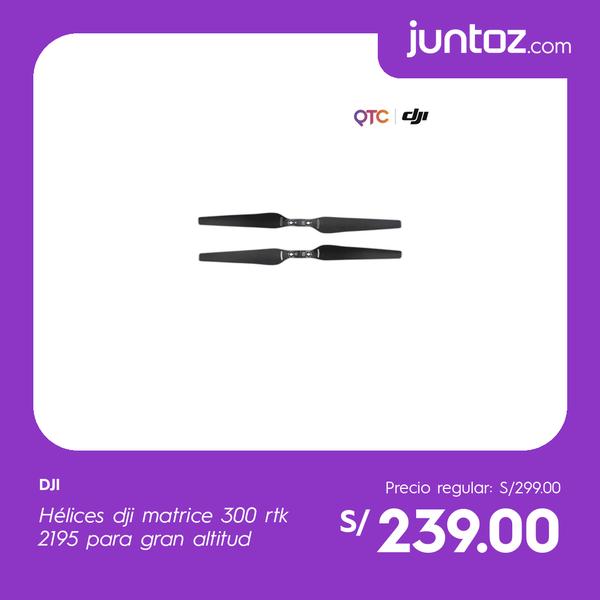 juntoz.com
QTC | dji
DJI
Hélices dji matrice 300 rtk
2195 para gran altitud
Precio regular: S/299.00
S/ 239.00